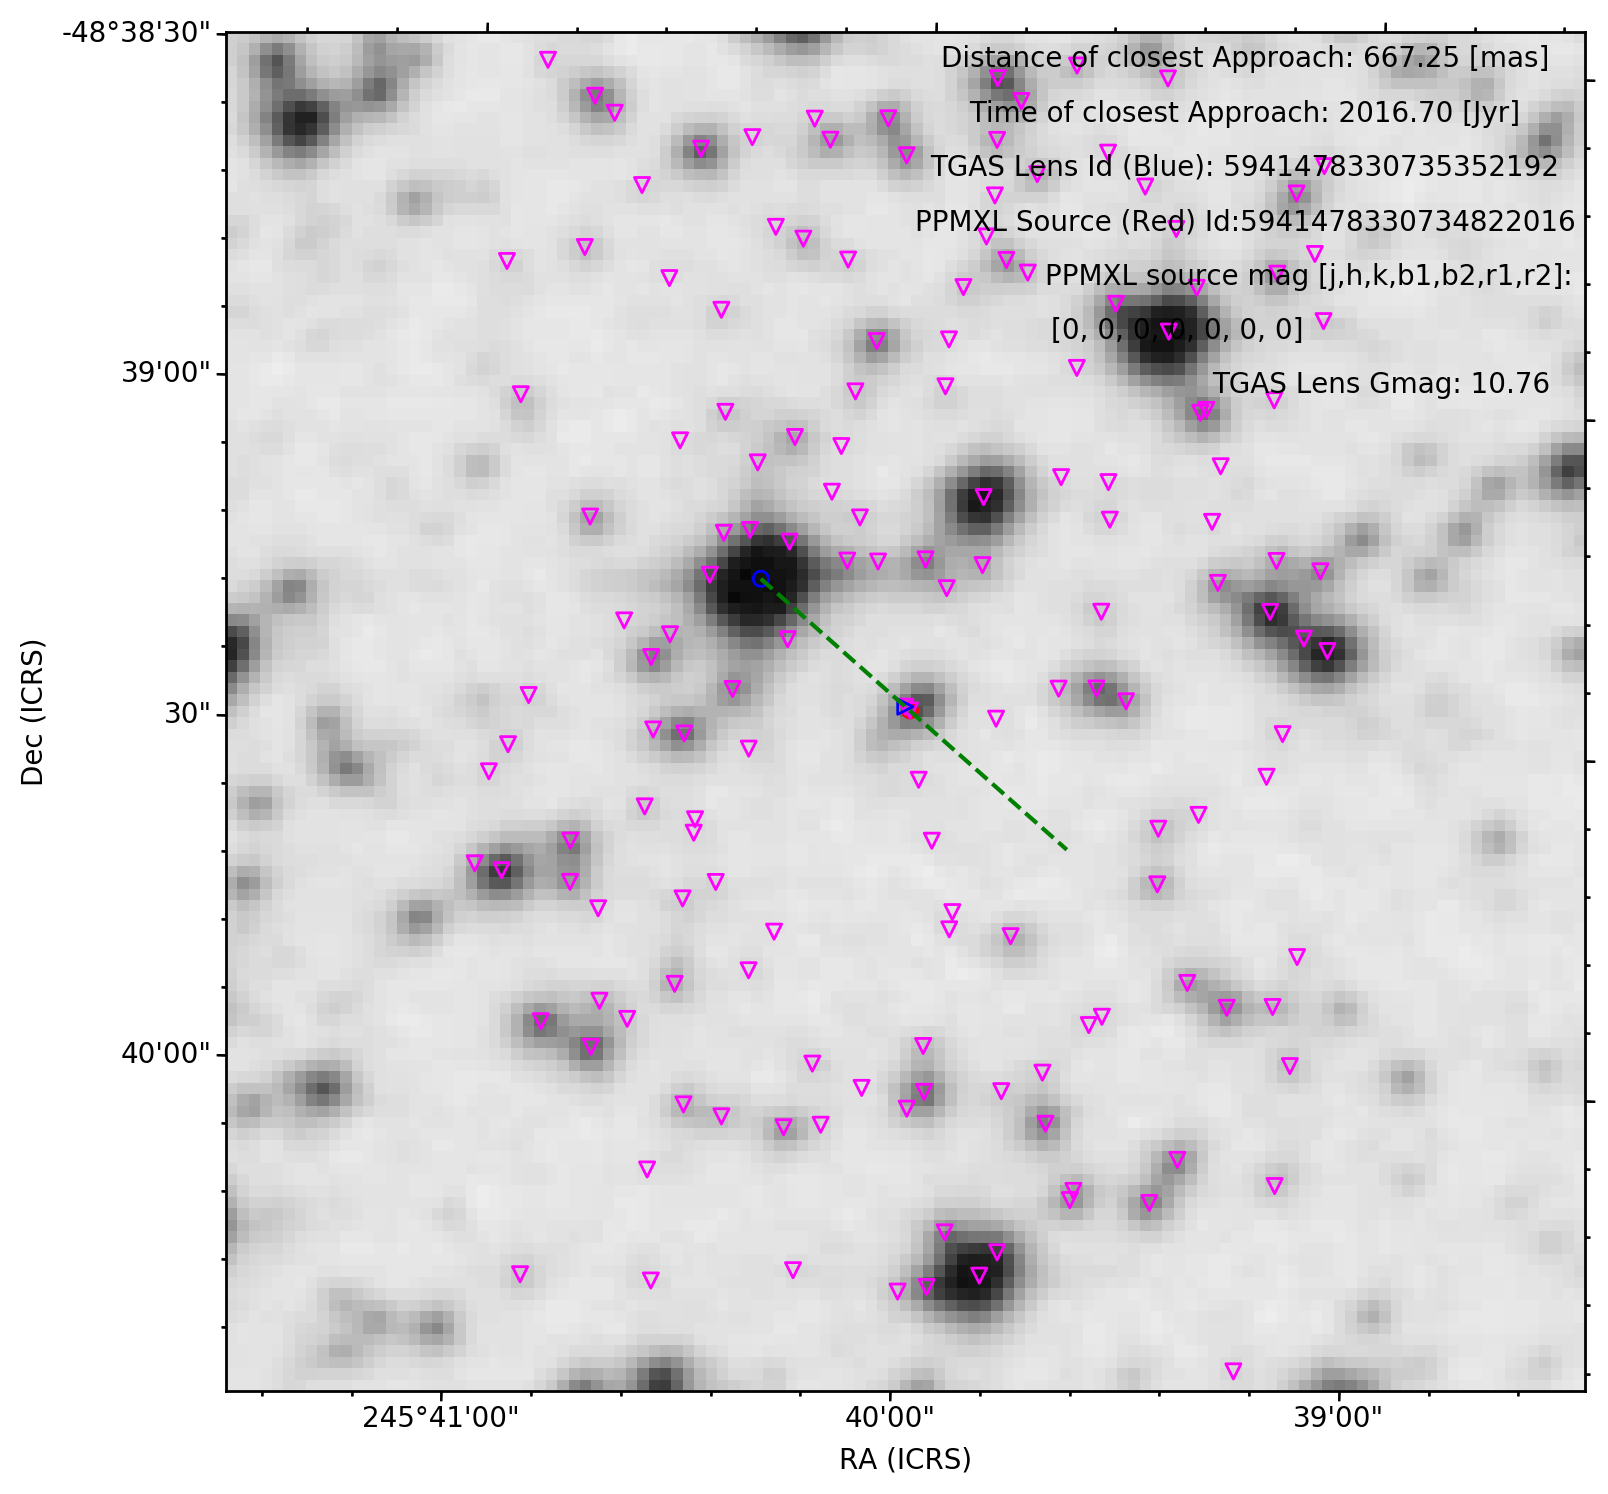 -48°38'30"
Distance of closest Approach: 667.25 [mas]
Time of closest Approach: 2016.70 [Jyr]
TGAS Lens Id (Blue): 5941478330735352192
PPMXL Source (Red) Id:5941478330734822016
PPMXL source mag [j,h,k,b1,b2,r1,r2]:
[0, 0, 0, 0, 0, 0, 0]
39'00"
TGAS Lens Gmag: 10.76
Dec (ICRS)
30"
40'00"
245°41'00"
40'00"
39'00"
RA (ICRS)